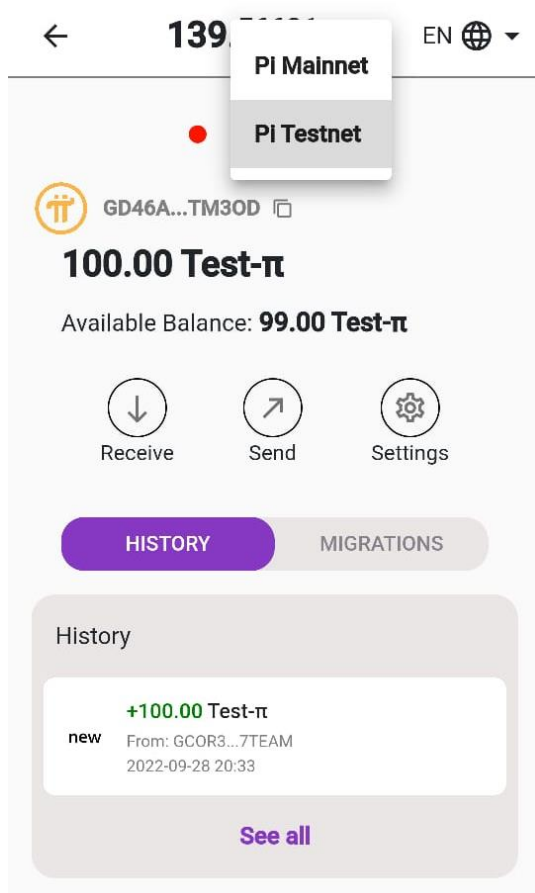 139.
EN
Pi Mainnet
Pi Testnet
GD46A...TM3OD
100.00 Test-π
Available Balance: 99.00 Test-π
Receive
Send
Settings
HISTORY
MIGRATIONS
History
+100.00 Test-π
new
From: GCOR3...7TEAM
2022-09-28 20:33
See all